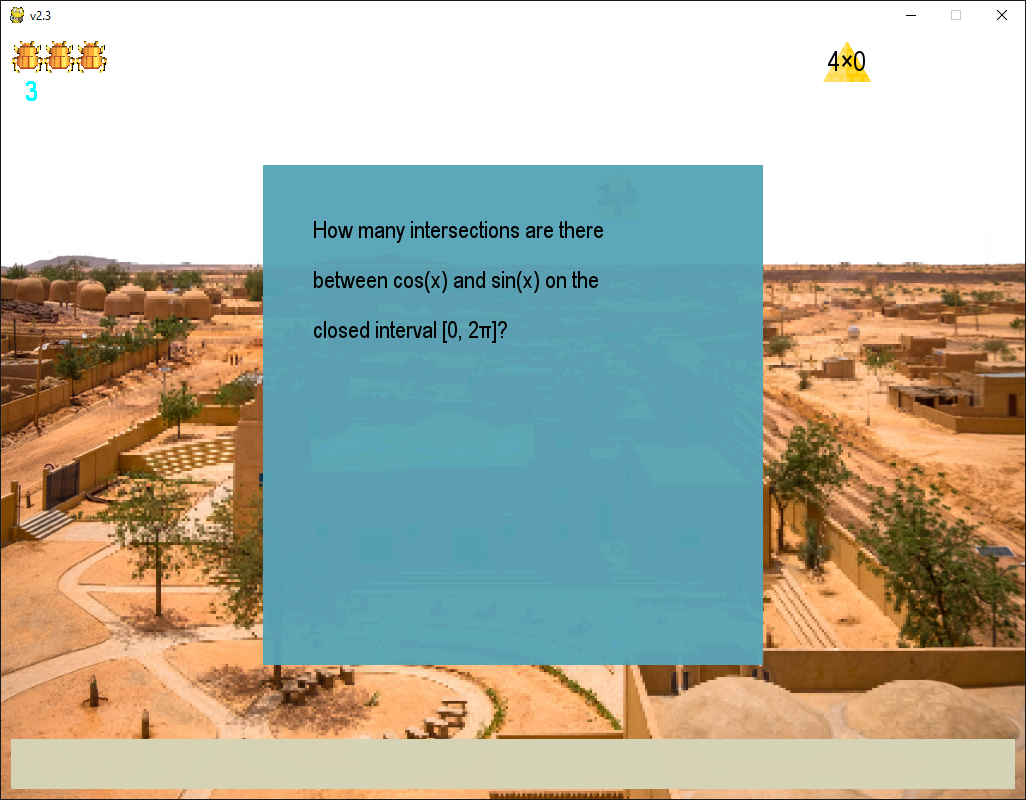 v2.3
3
4×0
How many intersections are there
between cos(x) and sin(x) on the
closed interval [0, 2π]?